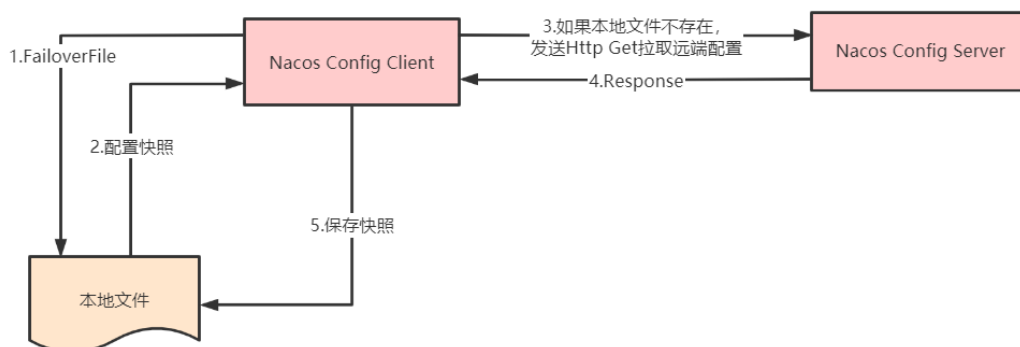 1.FailoverFile
Nacos Config Client
3.如果本地文件不存在，
发送Http Get拉取远端配置
Nacos Config Server
4.Response
2.配置快照
5.保存快照
本地文件